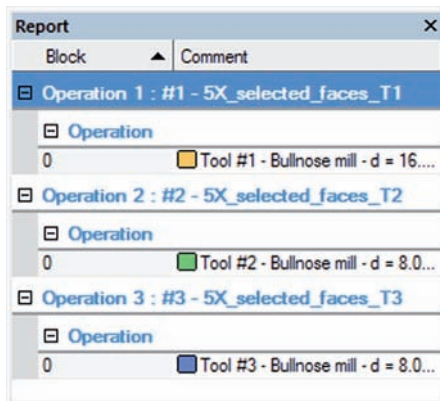 Report
Block Comment
Operation 1 : #1 - 5X_selected_faces_T1
Operation
0 Tool #1 - Bullnose mill - d = 16....
Operation 2 : #2 - 5X_selected_faces_T2
Operation
0 Tool #2 - Bullnose mill - d = 8.0...
Operation 3 : #3 - 5X_selected_faces_T3
Operation
0 Tool #3 - Bullnose mill - d = 8.0...